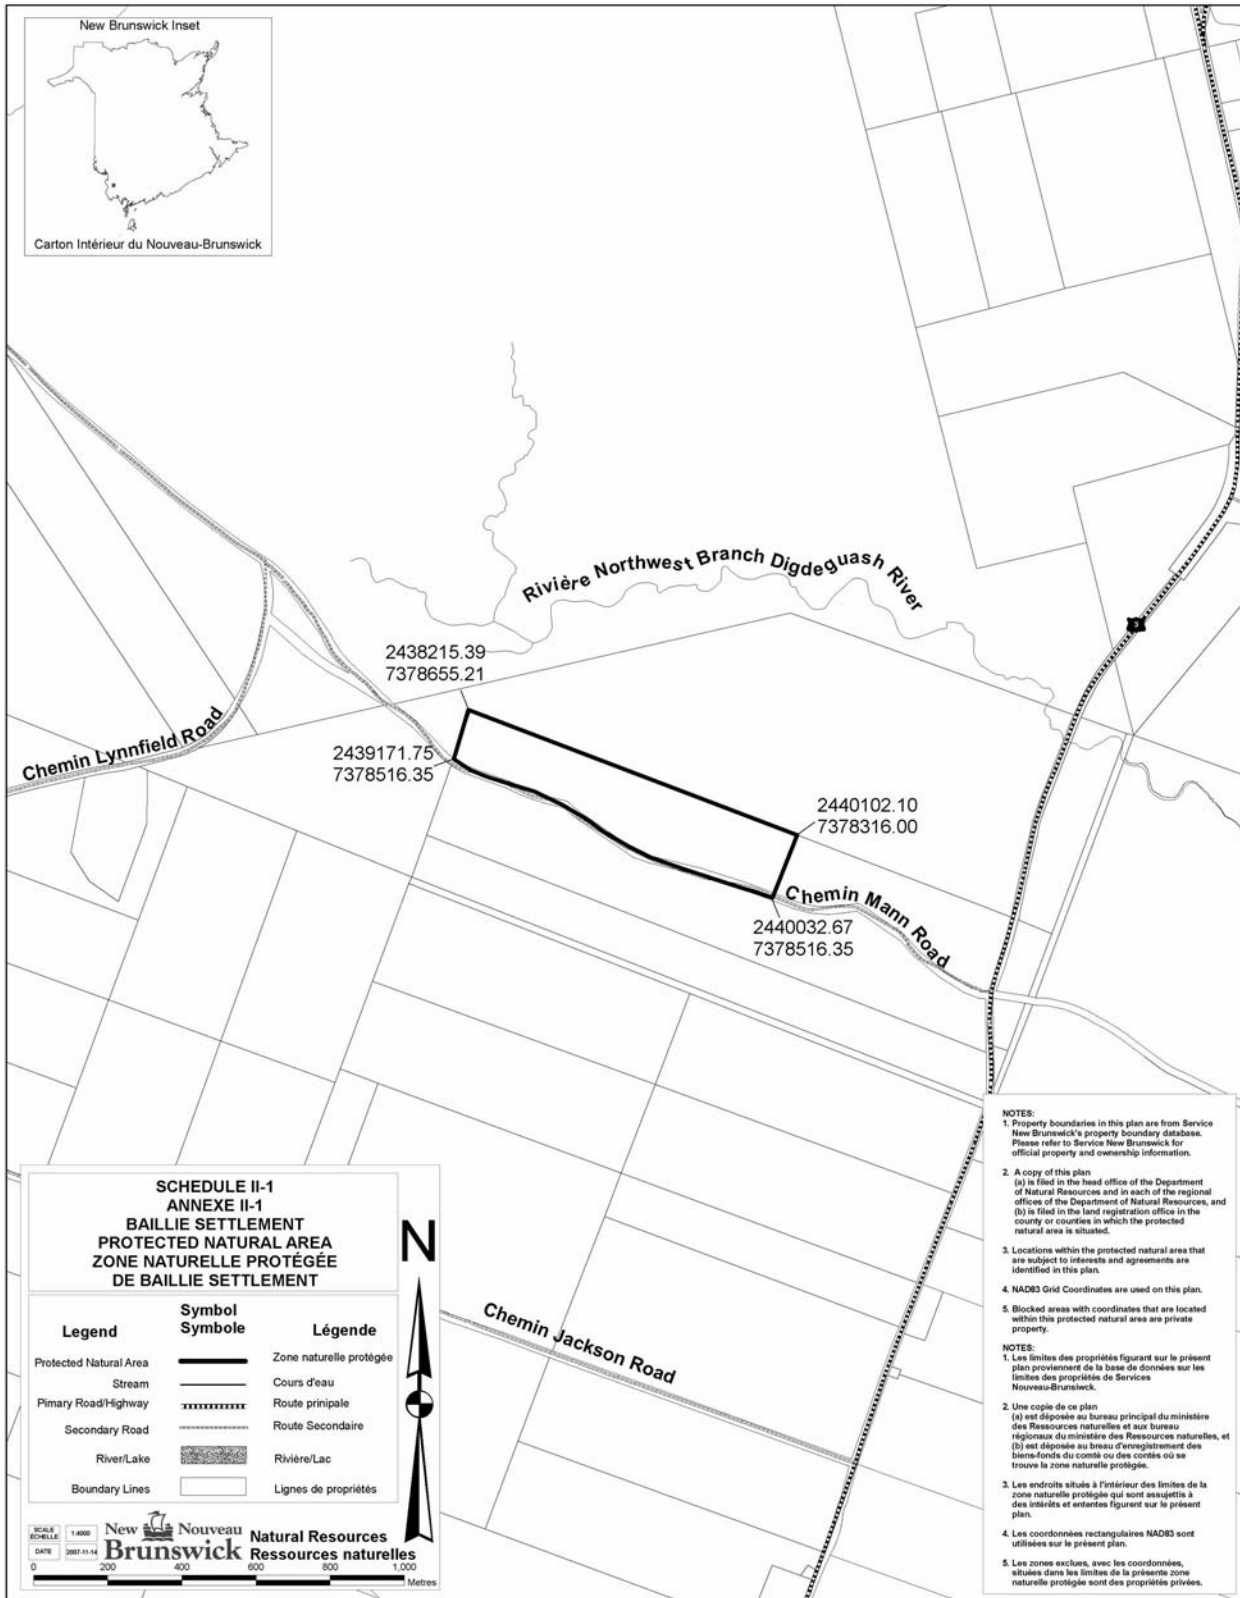 New Brunswick Inset
Carton Intérieur du Nouveau-Brunswick
Rivière Northwest Branch Digdeguash River
3
2438215.39
7378655.21
Chemin Lynnfield Road
2439171.75
7378516.35
2440102.10
7378316.00
Chemin Mann Road
2440032.67
7378516.35
Chemin Jackson Road
SCHEDULE II-1
ANNEXE II-1
BAILLIE SETTLEMENT
PROTECTED NATURAL AREA
ZONE NATURELLE PROTÉGÉE
DE BAILLIE SETTLEMENT
N
Legend
Symbol
Symbole
Légende
Protected Natural Area
Zone naturelle protégée
Stream
Cours d'eau
Pimary Road/Highway
Route prinipale
Secondary Road
Route Secondaire
River/Lake
Rivière/Lac
Boundary Lines
Lignes de propriétés
SCALE
ÉCHELLE
1:4000
DATE
2007-11-14
New Nouveau
Brunswick
Natural Resources
Ressources naturelles
0 200 400 600 800 1,000
Metres
NOTES:
1. Property boundaries in this plan are from Service
New Brunswick's property boundary database.
Please refer to Service New Brunswick for
official property and ownership information.
2. A copy of this plan
(a) is filed in the head office of the Department
of Natural Resources and in each of the regional
offices of the Department of Natural Resources, and
(b) is filed in the land registration office in the
county or counties in which the protected
natural area is situated.
3. Locations within the protected natural area that
are subject to interests and agreements are
identified in this plan.
4. NAD83 Grid Coordinates are used on this plan.
5. Blocked areas with coordinates that are located
within this protected natural area are private
property.
NOTES:
1. Les limites des propriétés figurant sur le présent
plan proviennent de la base de données sur les
limites des propriétés de Services
Nouveau-Brunsiwck.
2. Une copie de ce plan
(a) est déposée au bureau principal du ministère
des Ressources naturelles et aux bureau
régionaux du ministère des Ressources naturelles, et
(b) est déposée au breau d'enregistrement des
biens-fonds du comté ou des contés où se
trouve la zone naturelle protégée.
3. Les endroits situés à l'intérieur des limites de la
zone naturelle protégée qui sont assujettis à
des intérêts et ententes figurent sur le présent
plan.
4. Les coordonnées rectangulaires NAD83 sont
utilisées sur le présent plan.
5. Les zones exclues, avec les coordonnées,
situées dans les limites de la présente zone
naturelle protégée sont des propriétés privées.